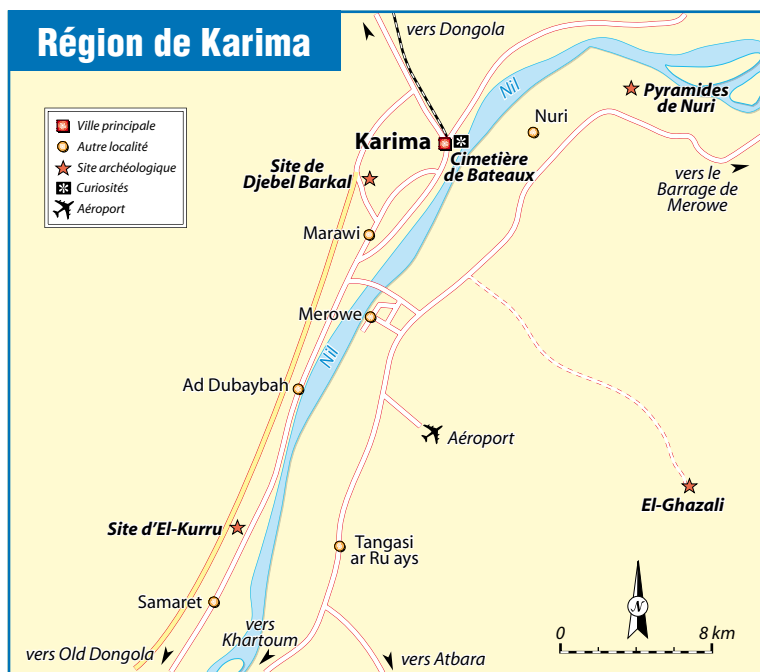 Région de Karima
vers Dongola
Nil
Pyramides
de Nuri
Nuri
Ville principale
Autre localité
Site archéologique
Curiosités
Aéroport
Karima
Cimetière
de Bateaux
Site de
Djebel Barkal
vers le
Barrage de
Merowe
Marawi
Merowe
Nil
Ad Dubaybah
Aéroport
El-Ghazali
Site d'El-Kurru
Tangasi
ar Ru ays
Samaret
vers
Khartoum
vers Old Dongola
vers Atbara
N
0 8 km